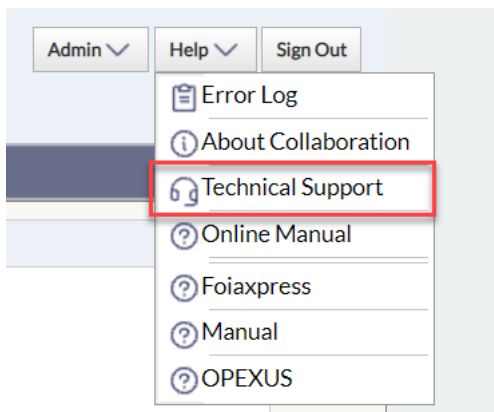 Admin Help Sign Out
Error Log
About Collaboration
Technical Support
Online Manual
Foiaxpress
Manual
OPEXUS